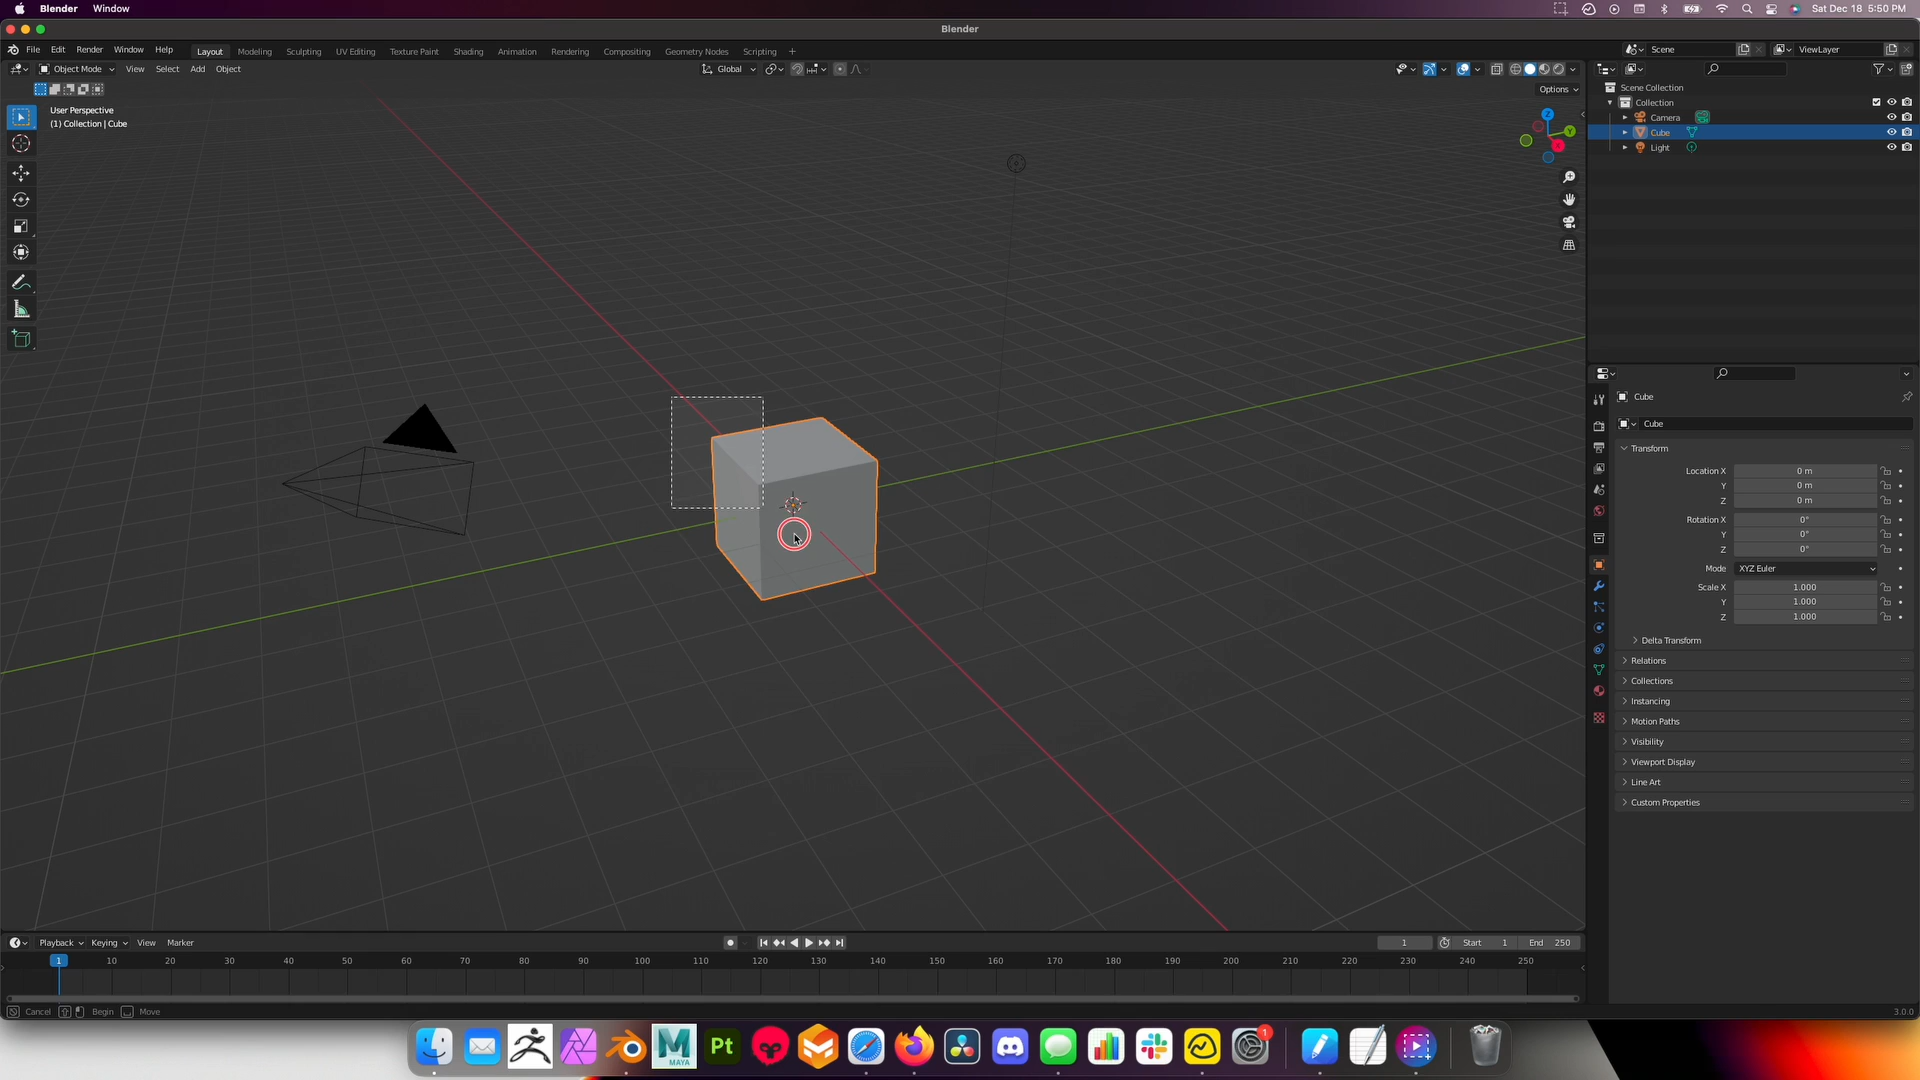 Blender Window Sat Dec 18 5:50 PM
Blender
File Edit Render Window Help Layout Modeling Sculpting UV Editing Texture Paint Shading Animation Rendering Compositing Geometry Nodes Scripting + Scene ViewLayer
Object Mode View Select Add Object Global
Options
User Perspective
(1) Collection | Cube
Scene Collection
Collection
Camera
Cube
Light
Y
X
Z
Cube
Cube
Transform
Location X 0 m
Y 0 m
Z 0 m
Rotation X 0°
Y 0°
Z 0°
Mode XYZ Euler
Scale X 1.000
Y 1.000
Z 1.000
Delta Transform
Relations
Collections
Instancing
Motion Paths
Visibility
Viewport Display
Line Art
Custom Properties
Playback Keying View Marker 1 Start 1 End 250
1 10 20 30 40 50 60 70 80 90 100 110 120 130 140 150 160 170 180 190 200 210 220 230 240 250
Cancel Begin Move 3.0.0
M MAYA Pt 1